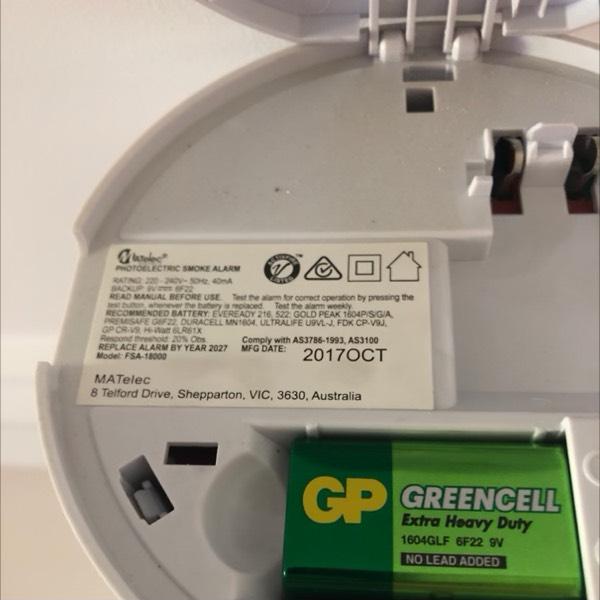 Matelec
PHOTOELECTRIC SMOKE ALARM
RATING: 220 - 240V~ 50Hz, 40mA
BACKUP: 9V 6F22
READ MANUAL BEFORE USE. Test the alarm for correct operation by pressing the
test button, whenever the battery is replaced. Test the alarm weekly.
RECOMMENDED BATTERY: EVEREADY 216, 522; GOLD PEAK 1604P/S/G/A,
PREMISAFE G6F22, DURACELL MN1604, ULTRALIFE U9VL-J, FDK CP-V9J,
GP CR-V9, Hi-Watt 6LR61X
Respond threshold: 20% Obs. Comply with AS3786-1993, AS3100
REPLACE ALARM BY YEAR 2027 MFG DATE: 2017OCT
Model: FSA-18000
MATelec
8 Telford Drive, Shepparton, VIC, 3630, Australia
GP GREENCELL
Extra Heavy Duty
1604GLF 6F22 9V
NO LEAD ADDED